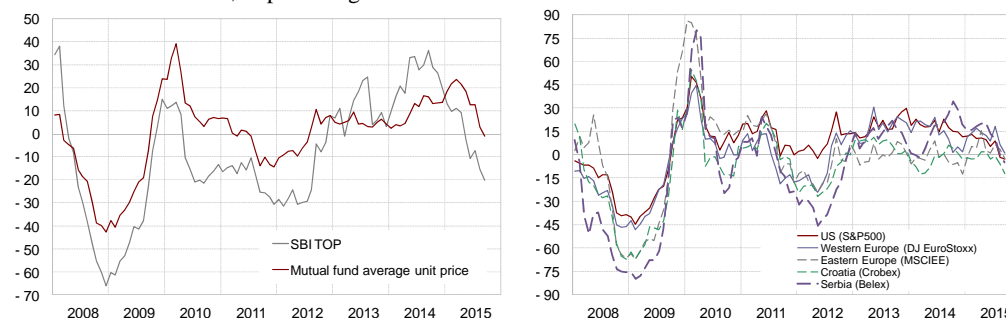 50
40
30
20
10
0
- 10
- 20
- 30
- 40
- 50
- 60
- 70
SBI TOP
Mutual fund average unit price
2008 2009 2010 2011 2012 2013 2014 2015
90
75
60
45
30
15
0
- 15
- 30
- 45
- 60
- 75
- 90
US (S&P500)
Western Europe (DJ EuroStoxx)
Eastern Europe (MSCIEE)
Croatia (Crobex)
Serbia (Belex)
2008 2009 2010 2011 2012 2013 2014